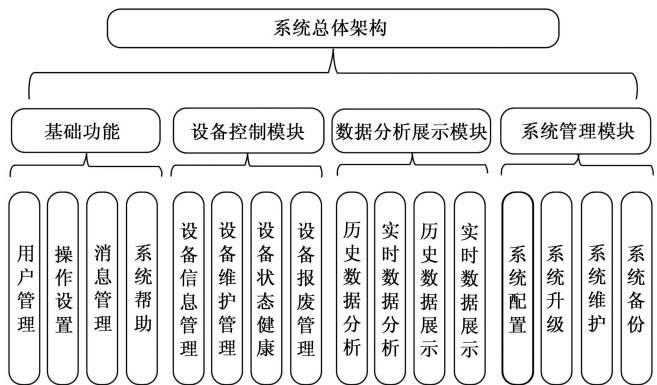 系统总体架构
基础功能
设备控制模块
数据分析展示模块
系统管理模块
用户管理
操作设置
消息管理
系统帮助
设备信息管理
设备维护管理
设备状态健康
设备报废管理
历史数据分析
实时数据分析
历史数据展示
实时数据展示
系统配置
系统升级
系统维护
系统备份